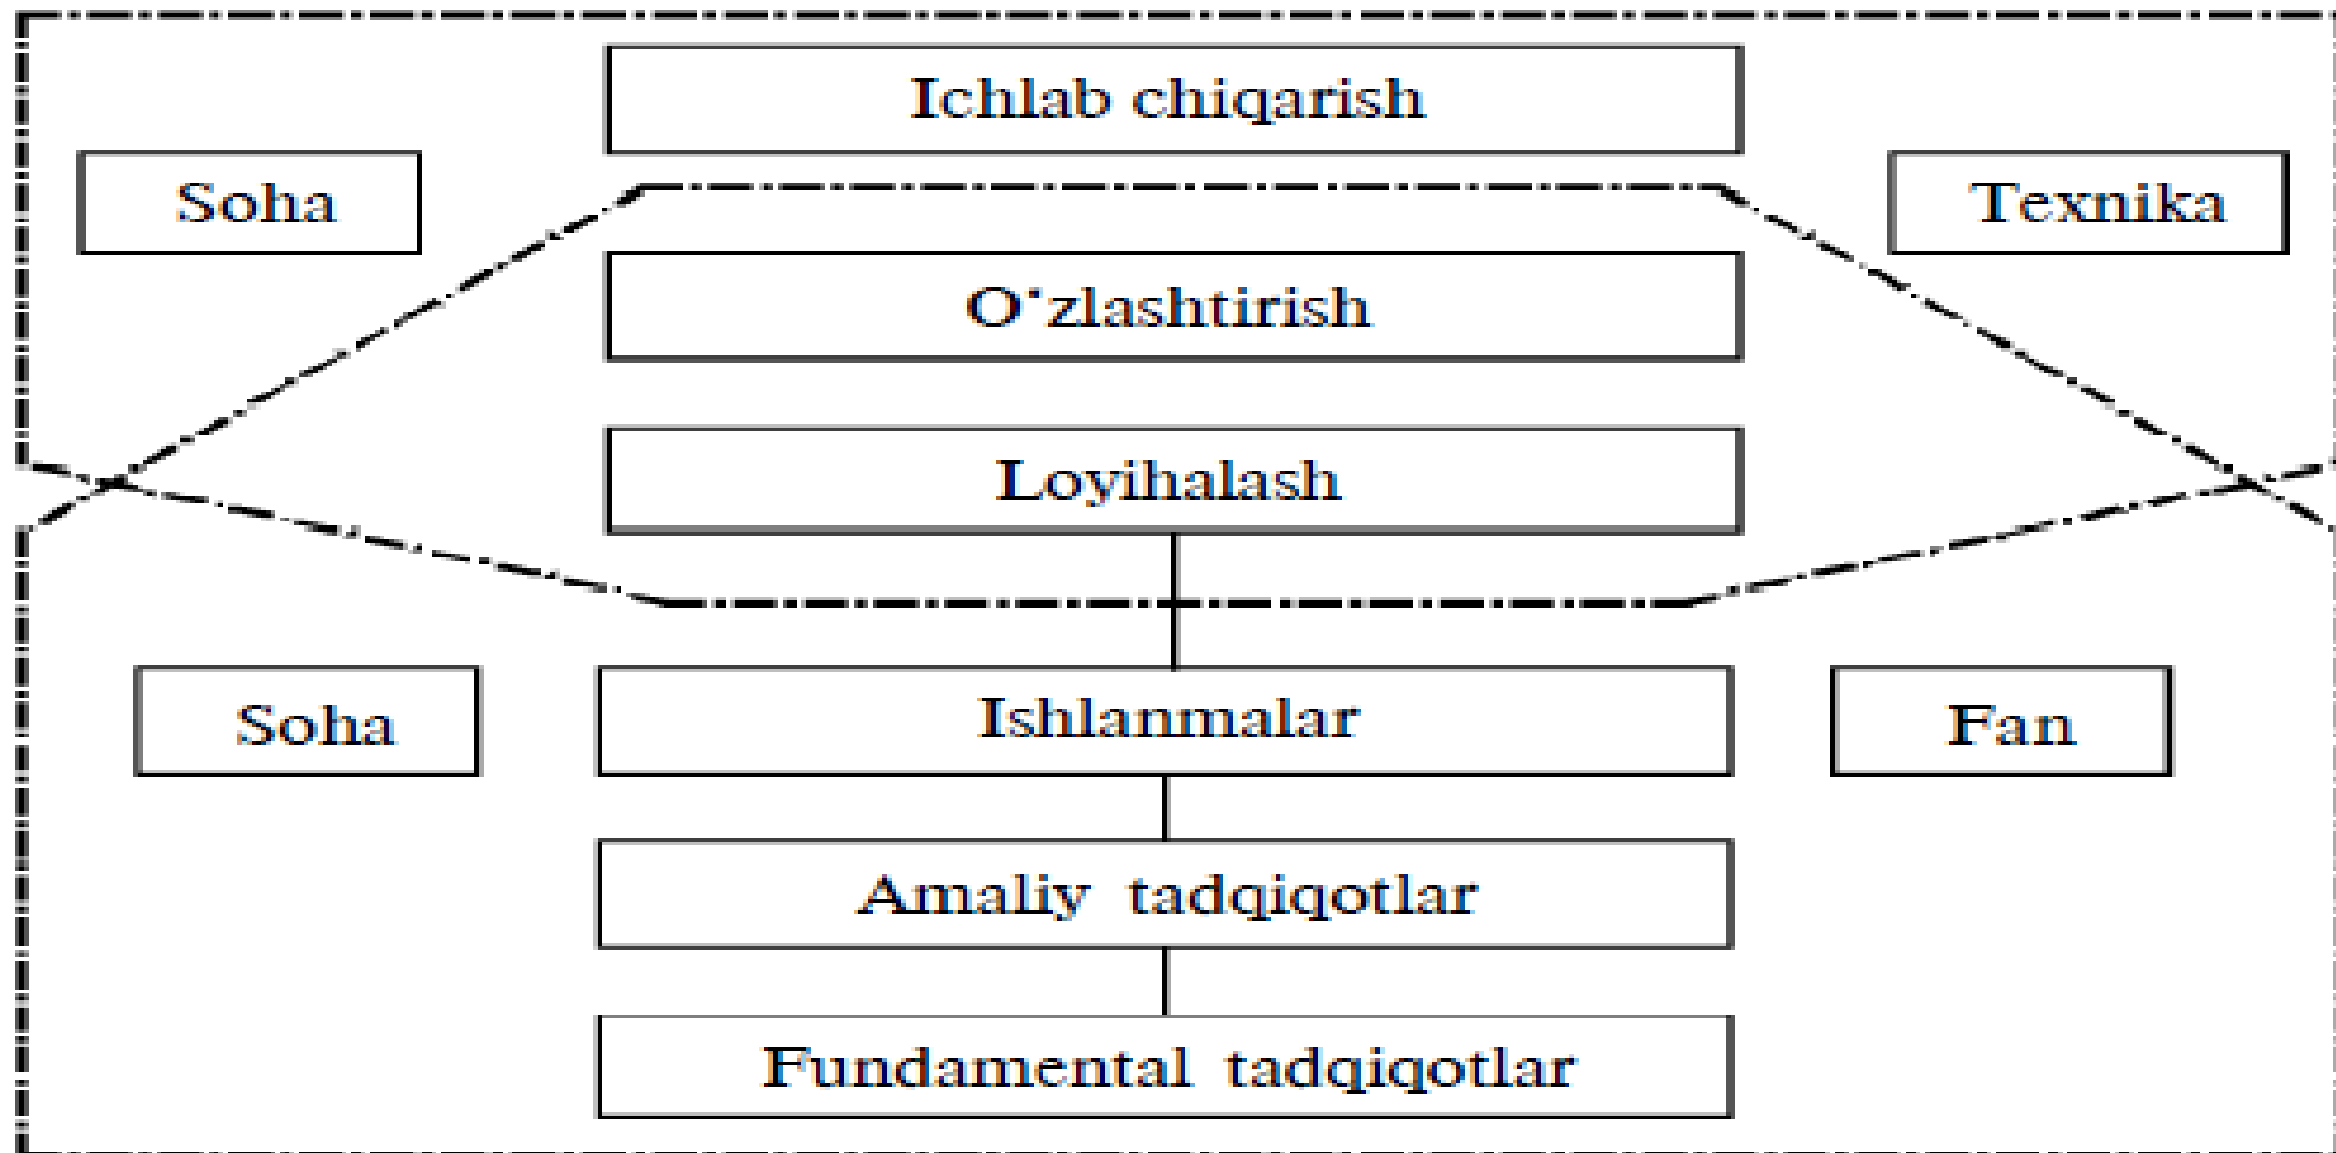 Ichlab chiqarish
Soha
Texnika
O‘zlashtirish
Loyihalash
Soha
Ishlanmalar
Fan
Amaliy tadqiqotlar
Fundamental tadqiqotlar